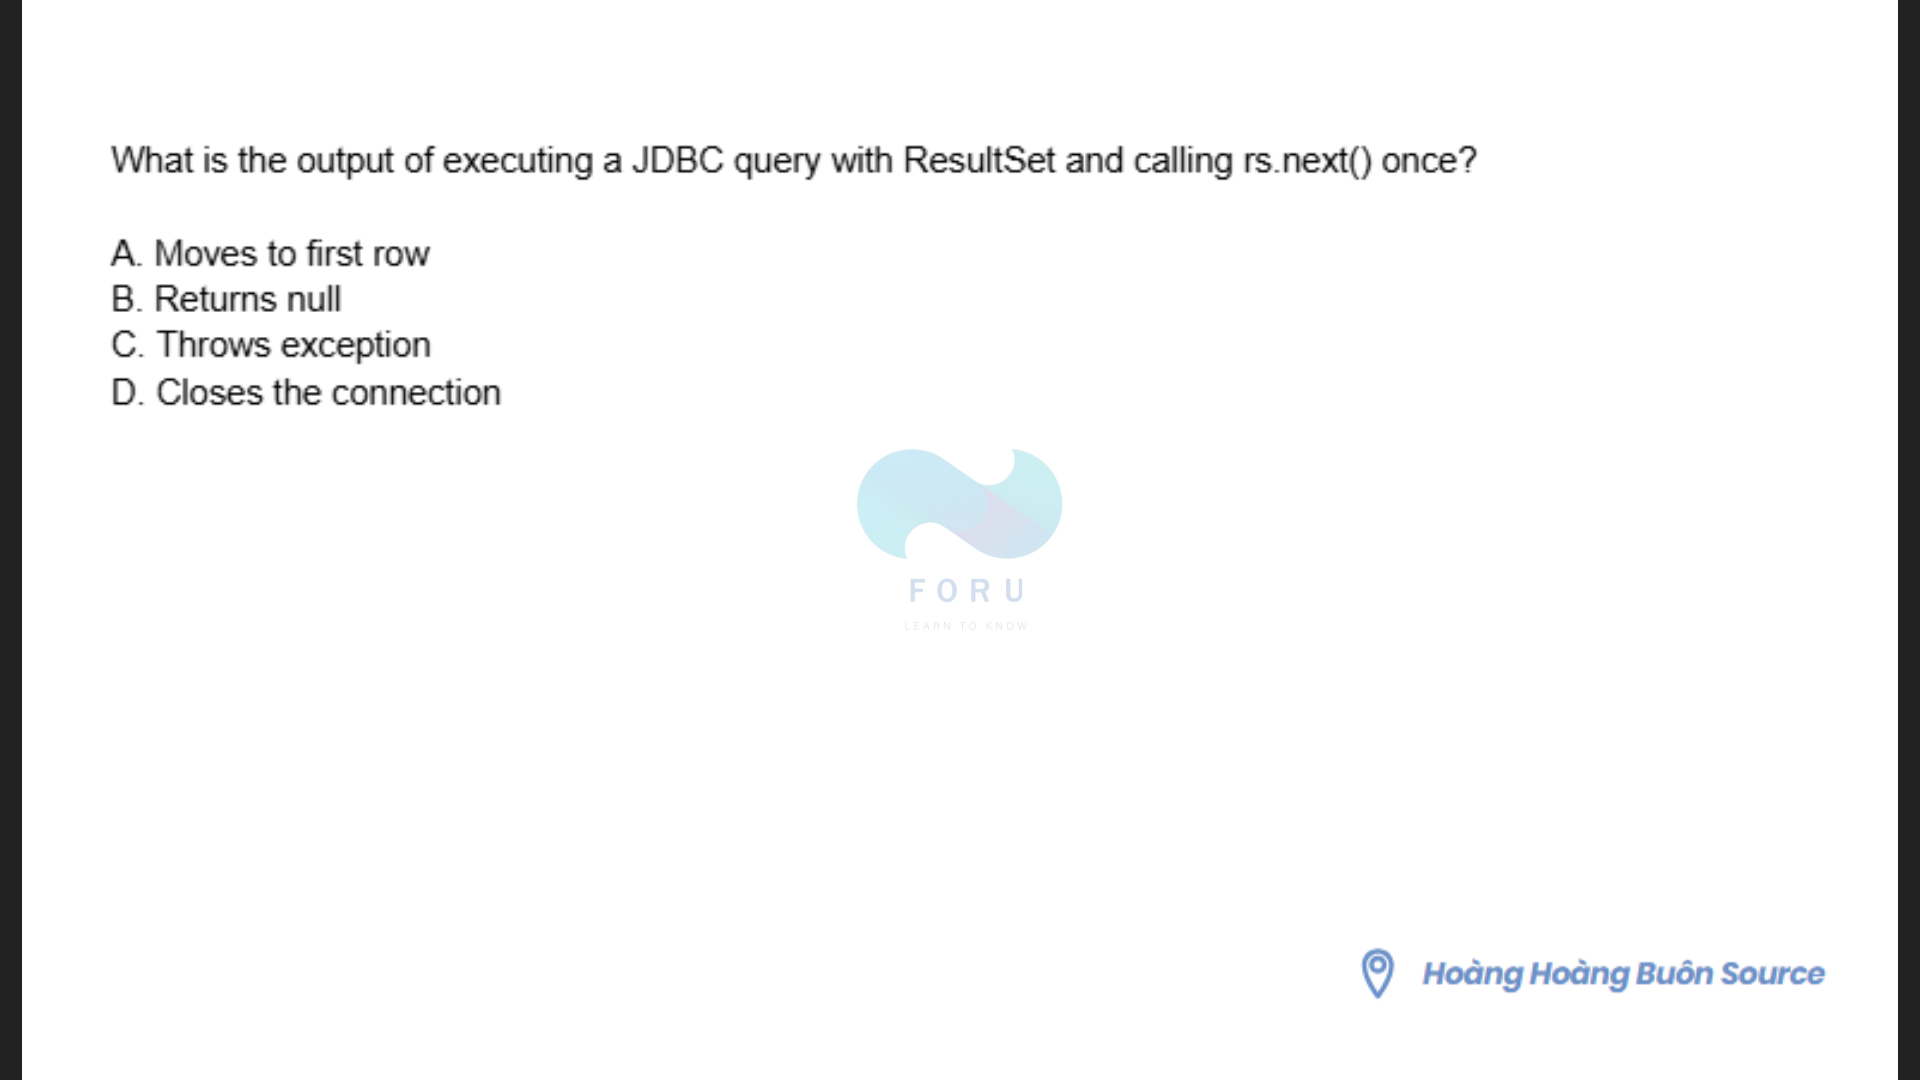 What is the output of executing a JDBC query with ResultSet and calling rs.next() once?
A. Moves to first row
B. Returns null
C. Throws exception
D. Closes the connection
FORU
LEARN TO KNOW
Hoàng Hoàng Buôn Source